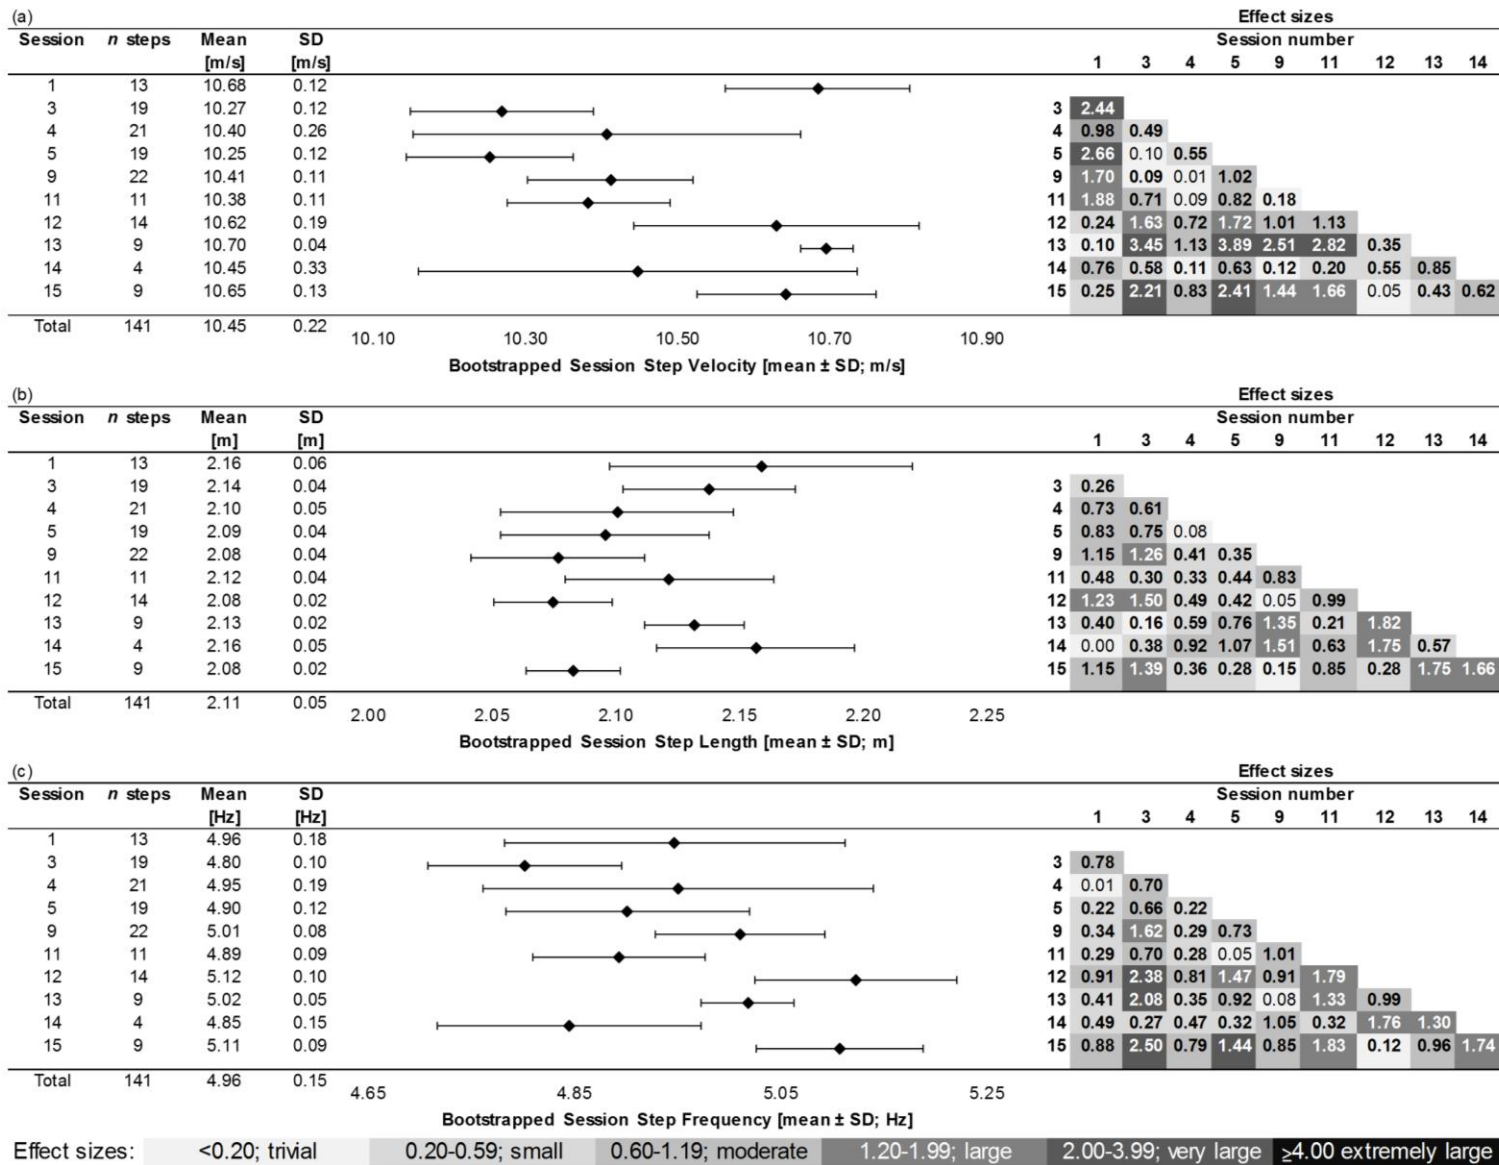 (a)
Effect sizes
Session n steps Mean SD Session number
[m/s] [m/s] 1 3 4 5 9 11 12 13 14
1 13 10.68 0.12
3 19 10.27 0.12 3 2.44
4 21 10.40 0.26 4 0.98 0.49
5 19 10.25 0.12 5 2.66 0.10 0.55
9 22 10.41 0.11 9 1.70 0.09 0.01 1.02
11 11 10.38 0.11 11 1.88 0.71 0.09 0.82 0.18
12 14 10.62 0.19 12 0.24 1.63 0.72 1.72 1.01 1.13
13 9 10.70 0.04 13 0.10 3.45 1.13 3.89 2.51 2.82 0.35
14 4 10.45 0.33 14 0.76 0.58 0.11 0.63 0.12 0.20 0.55 0.85
15 9 10.65 0.13 15 0.25 2.21 0.83 2.41 1.44 1.66 0.05 0.43 0.62
Total 141 10.45 0.22
10.10 10.30 10.50 10.70 10.90
Bootstrapped Session Step Velocity [mean ± SD; m/s]
(b)
Effect sizes
Session n steps Mean SD Session number
[m] [m] 1 3 4 5 9 11 12 13 14
1 13 2.16 0.06
3 19 2.14 0.04 3 0.26
4 21 2.10 0.05 4 0.73 0.61
5 19 2.09 0.04 5 0.83 0.75 0.08
9 22 2.08 0.04 9 1.15 1.26 0.41 0.35
11 11 2.12 0.04 11 0.48 0.30 0.33 0.44 0.83
12 14 2.08 0.02 12 1.23 1.50 0.49 0.42 0.05 0.99
13 9 2.13 0.02 13 0.40 0.16 0.59 0.76 1.35 0.21 1.82
14 4 2.16 0.05 14 0.00 0.38 0.92 1.07 1.51 0.63 1.75 0.57
15 9 2.08 0.02 15 1.15 1.39 0.36 0.28 0.15 0.85 0.28 1.75 1.66
Total 141 2.11 0.05
2.00 2.05 2.10 2.15 2.20 2.25
Bootstrapped Session Step Length [mean ± SD; m]
(c)
Effect sizes
Session n steps Mean SD Session number
[Hz] [Hz] 1 3 4 5 9 11 12 13 14
1 13 4.96 0.18
3 19 4.80 0.10 3 0.78
4 21 4.95 0.19 4 0.01 0.70
5 19 4.90 0.12 5 0.22 0.66 0.22
9 22 5.01 0.08 9 0.34 1.62 0.29 0.73
11 11 4.89 0.09 11 0.29 0.70 0.28 0.05 1.01
12 14 5.12 0.10 12 0.91 2.38 0.81 1.47 0.91 1.79
13 9 5.02 0.05 13 0.41 2.08 0.35 0.92 0.08 1.33 0.99
14 4 4.85 0.15 14 0.49 0.27 0.47 0.32 1.05 0.32 1.76 1.30
15 9 5.11 0.09 15 0.88 2.50 0.79 1.44 0.85 1.83 0.12 0.96 1.74
Total 141 4.96 0.15
4.65 4.85 5.05 5.25
Bootstrapped Session Step Frequency [mean ± SD; Hz]
Effect sizes: <0.20; trivial 0.20-0.59; small 0.60-1.19; moderate 1.20-1.99; large 2.00-3.99; very large ≥4.00 extremely large